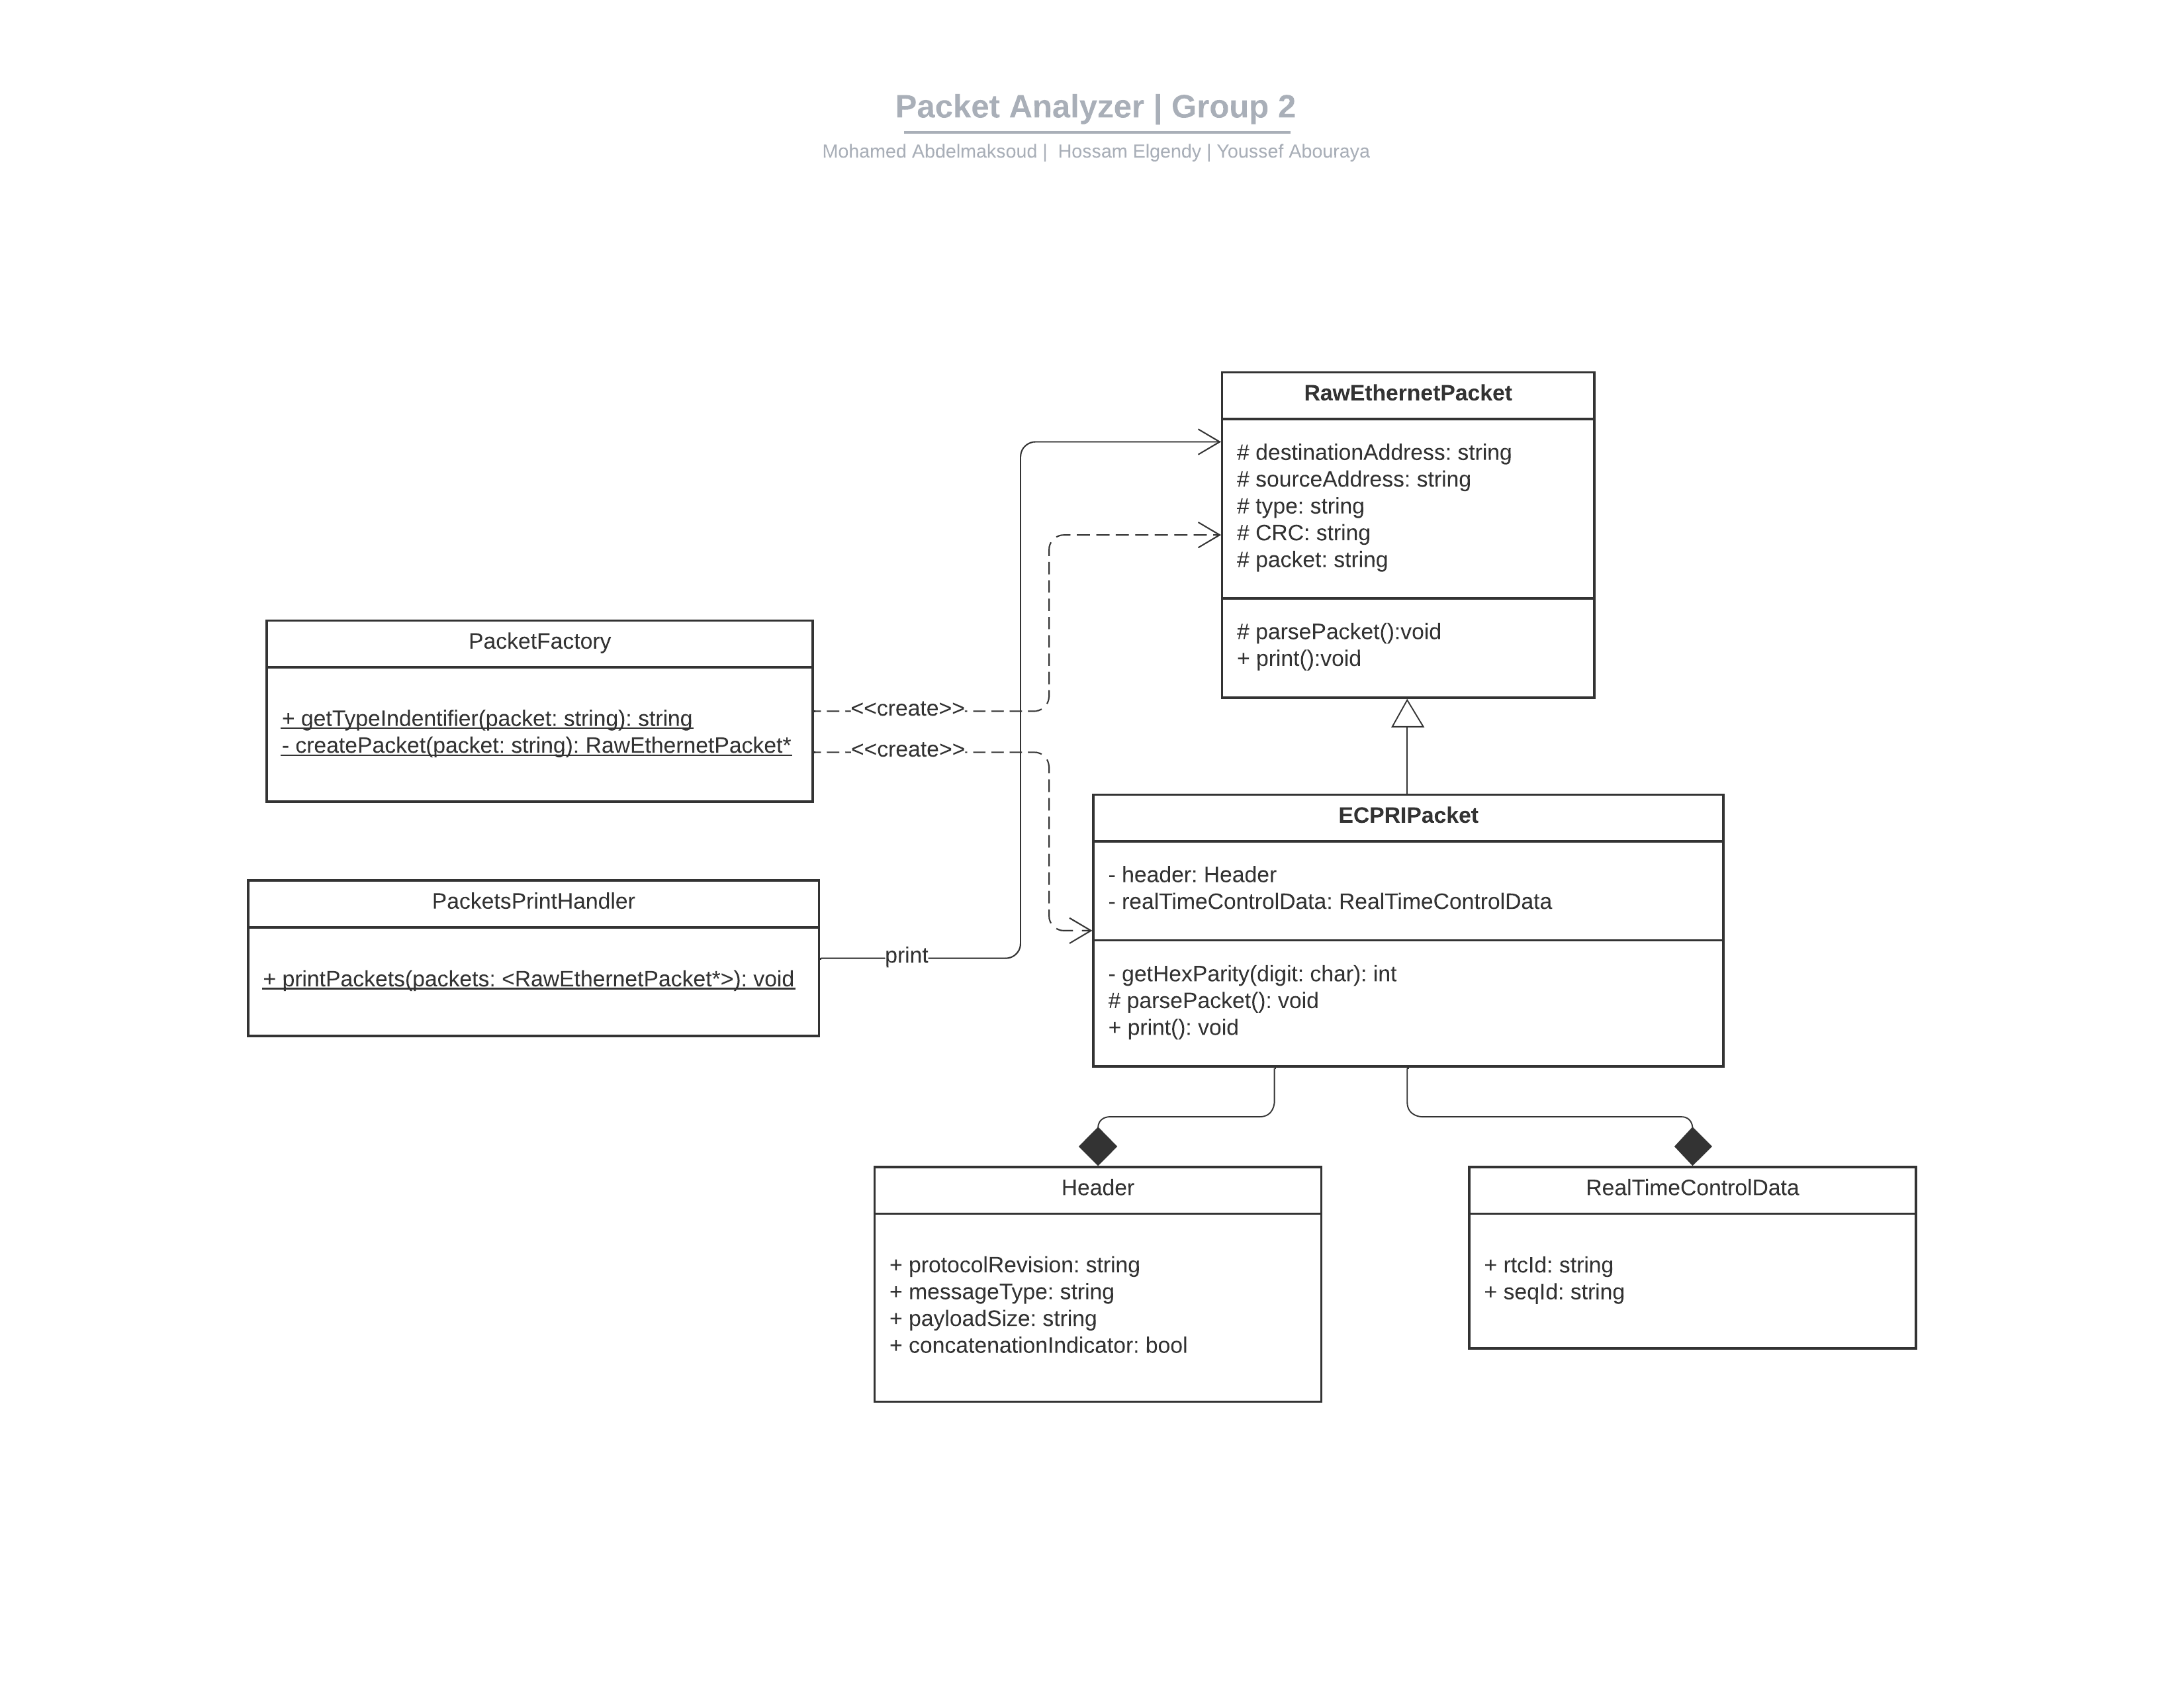 Packet Analyzer | Group 2
Mohamed Abdelmaksoud | Hossam Elgendy | Youssef Abouraya
RawEthernetPacket
# destinationAddress: string
# sourceAddress: string
# type: string
# CRC: string
# packet: string
# parsePacket():void
+ print():void
PacketFactory
+ getTypeIndentifier(packet: string): string
- createPacket(packet: string): RawEthernetPacket*
<<create>>
<<create>>
ECPRIPacket
- header: Header
- realTimeControlData: RealTimeControlData
- getHexParity(digit: char): int
# parsePacket(): void
+ print(): void
PacketsPrintHandler
+ printPackets(packets: <RawEthernetPacket*>): void
print
Header
+ protocolRevision: string
+ messageType: string
+ payloadSize: string
+ concatenationIndicator: bool
RealTimeControlData
+ rtcId: string
+ seqId: string